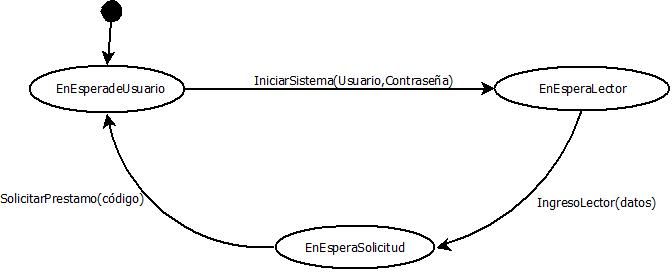 IniciarSistema(Usuario,Contraseña)
EnEsperadeUsuario
EnEsperaLector
SolicitarPrestamo(código)
IngresoLector(datos)
EnEsperaSolicitud